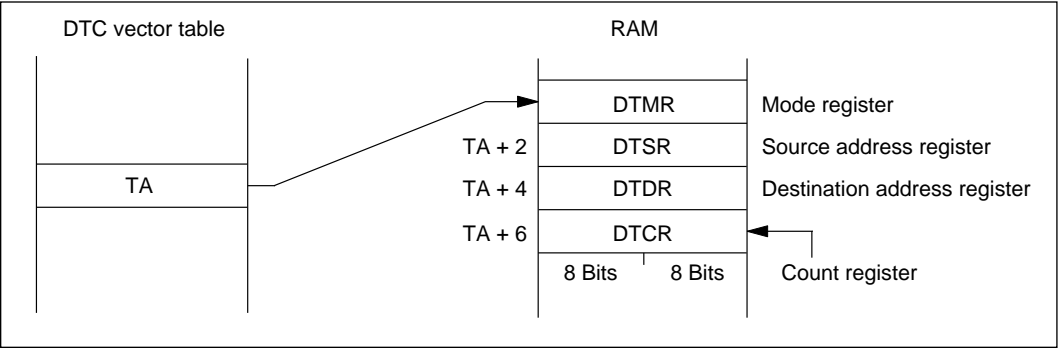 DTC vector table RAM
DTMR Mode register
TA + 2 DTSR Source address register
TA TA + 4 DTDR Destination address register
TA + 6 DTCR
8 Bits 8 Bits Count register